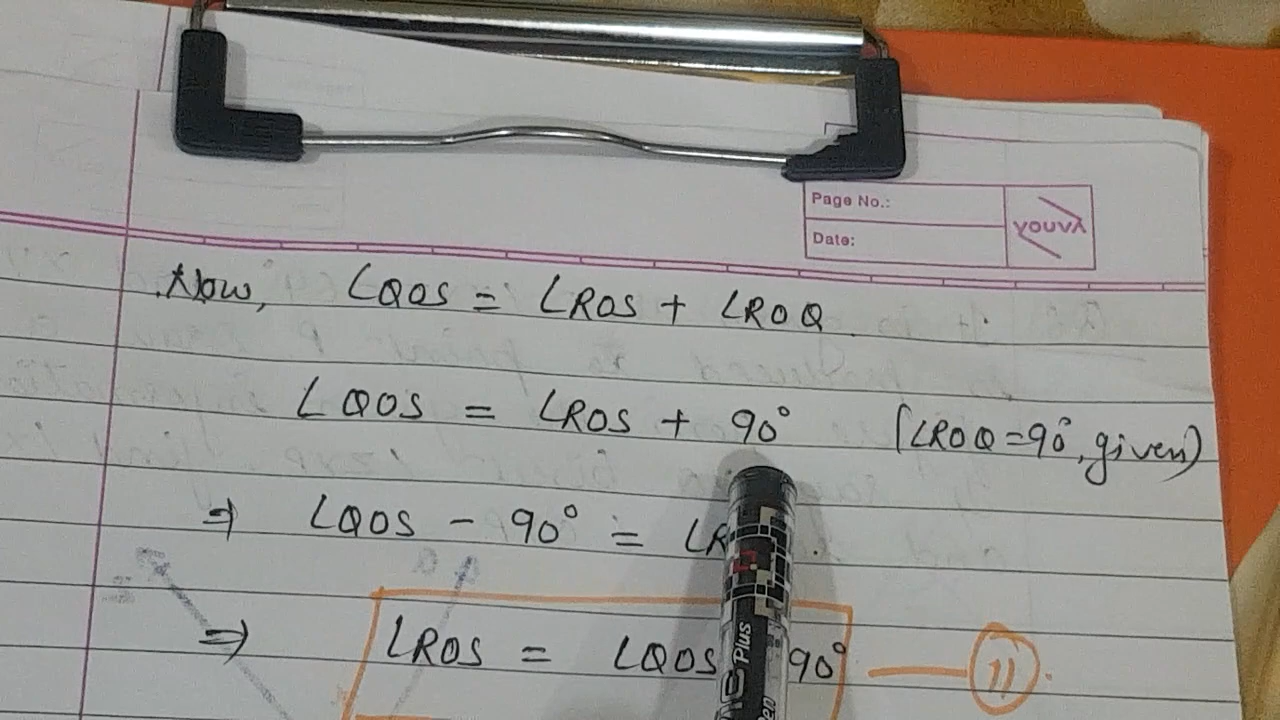 Page No.:
Date:
YOUVA
Now, ∠QOS = ∠ROS + ∠ROQ
∠QOS = ∠ROS + 90° (∠ROQ = 90°, given)
⇒ ∠QOS - 90° = .
⇒ ∠ROS = ∠QOS 90° — 11
Plus